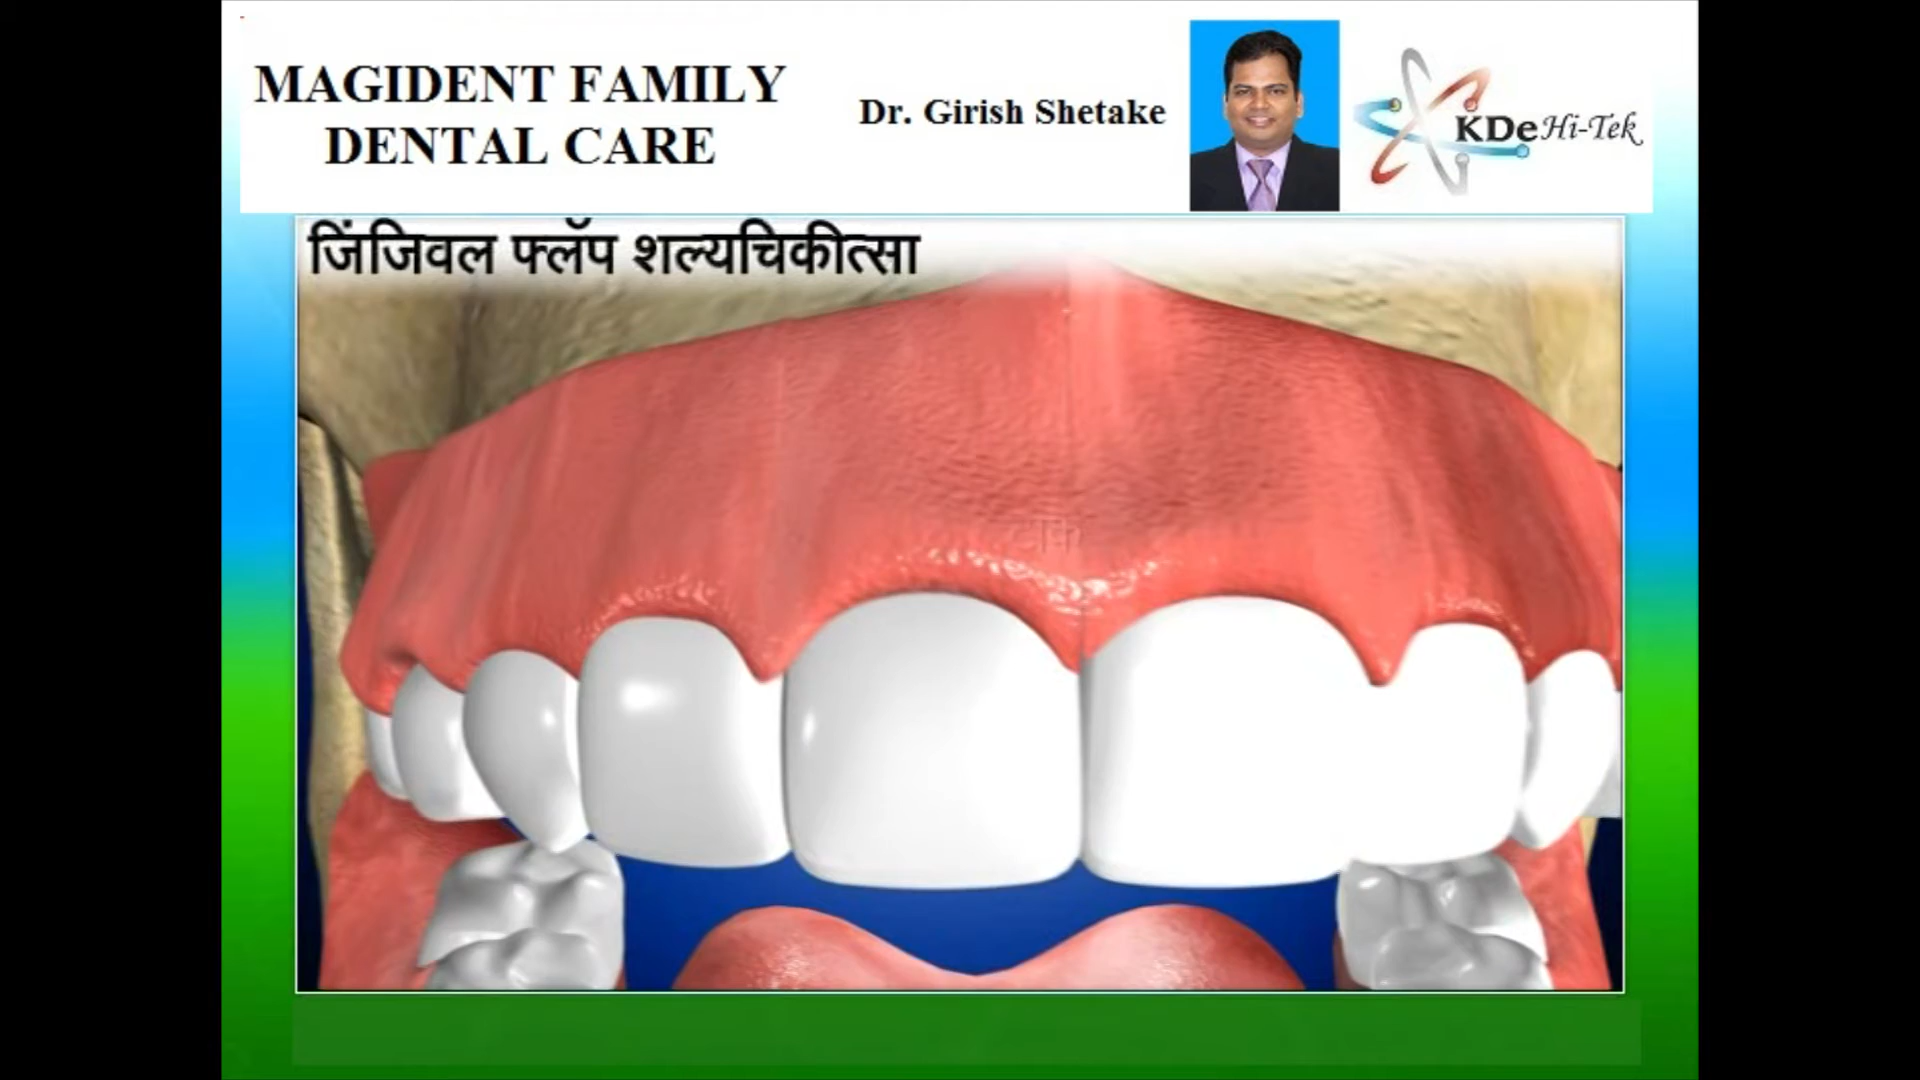 MAGIDENT FAMILY
DENTAL CARE
Dr. Girish Shetake
KDe Hi-Tek
जिंजिवल फ्लॅप शल्यचिकीत्सा